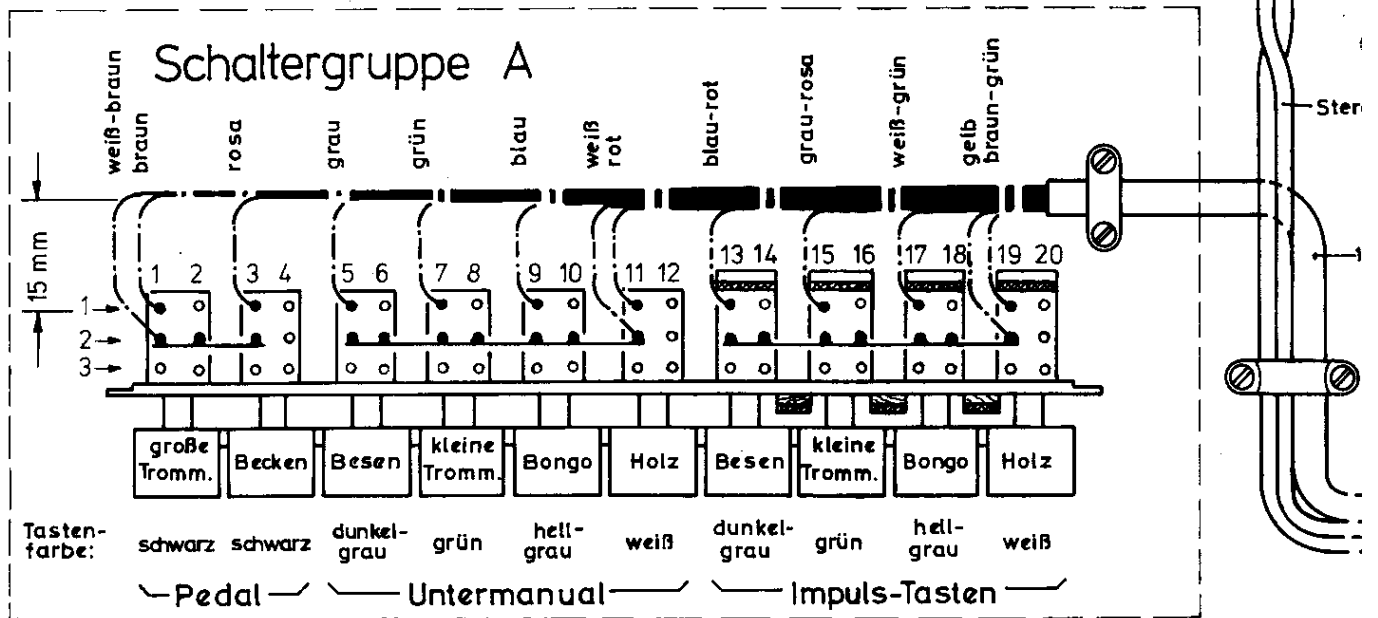 Schaltergruppe A
weiß-braun
braun
rosa
grau
grün
blau
weiß
rot
blau-rot
grau-rosa
weiß-grün
gelb
braun-grün
15 mm
1 2 3 4 5 6 7 8 9 10 11 12 13 14 15 16 17 18 19 20
1
2
3
große Tromm.
Becken
Besen
kleine Tromm.
Bongo
Holz
Besen
kleine Tromm.
Bongo
Holz
Tasten-
farbe:
schwarz
schwarz
dunkel-
grau
grün
hell-
grau
weiß
dunkel-
grau
grün
hell-
grau
weiß
Pedal
Untermanual
Impuls-Tasten